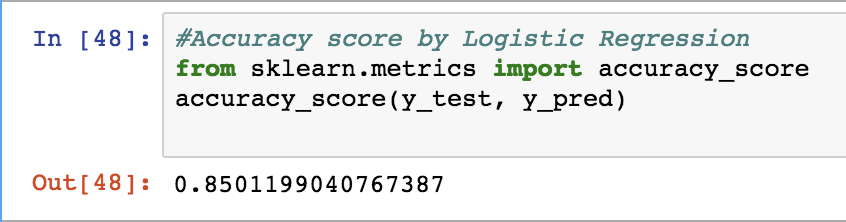 In [48]: #Accuracy score by Logistic Regression
from sklearn.metrics import accuracy_score
accuracy_score(y_test, y_pred)
Out[48]: 0.8501199040767387